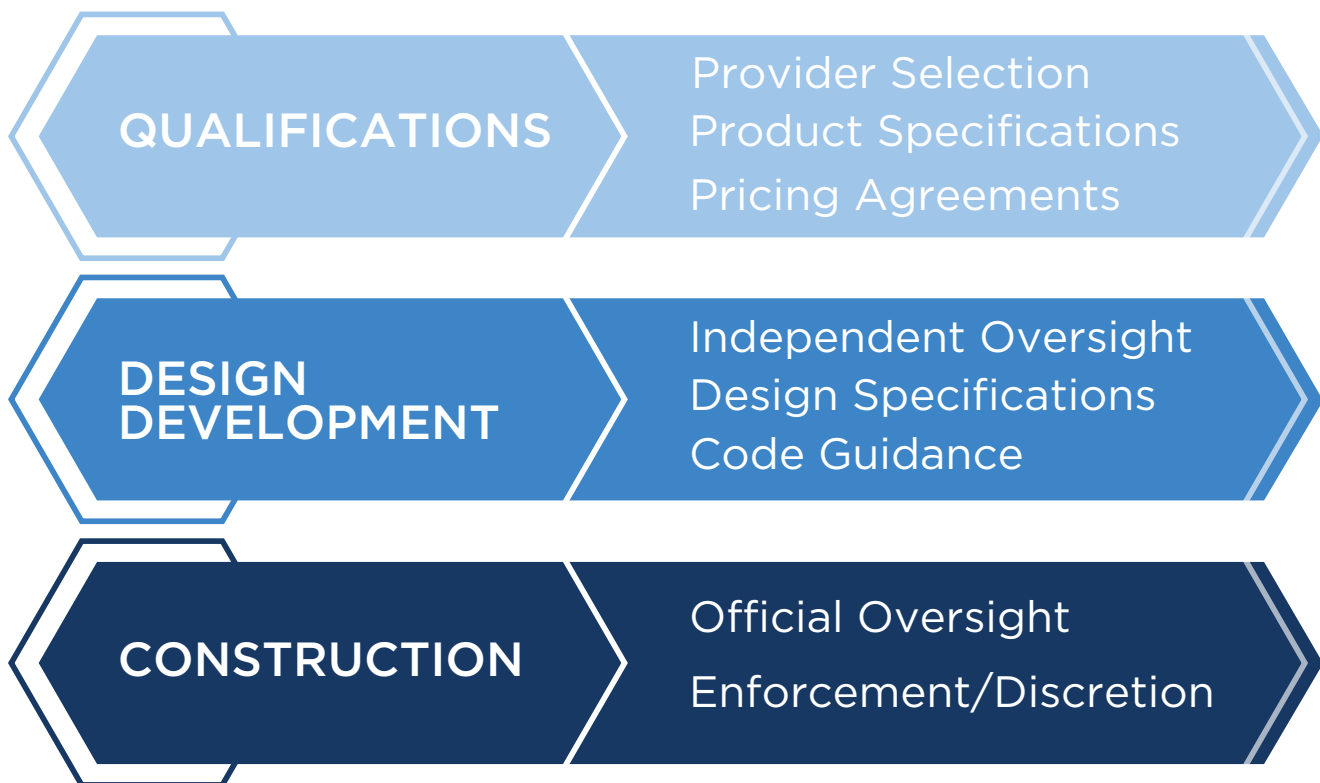 QUALIFICATIONS
Provider Selection
Product Specifications
Pricing Agreements
DESIGN
DEVELOPMENT
Independent Oversight
Design Specifications
Code Guidance
CONSTRUCTION
Official Oversight
Enforcement/Discretion